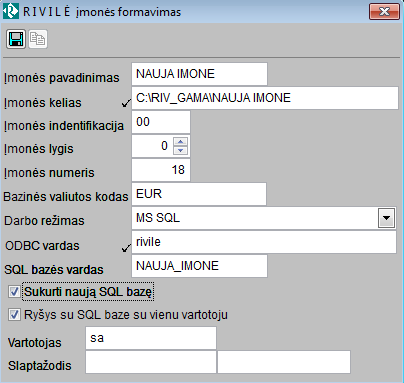 RIVILĖ įmonės formavimas
Įmonės pavadinimas NAUJA IMONE
Įmonės kelias C:\RIV_GAMA\NAUJA IMONE
Įmonės indentifikacija 00
Įmonės lygis 0
Įmonės numeris 18
Bazinės valiutos kodas EUR
Darbo režimas MS SQL
ODBC vardas rivile
SQL bazės vardas NAUJA_IMONE
Sukurti naują SQL bazę
Ryšys su SQL baze su vienu vartotoju
Vartotojas sa
Slaptažodis